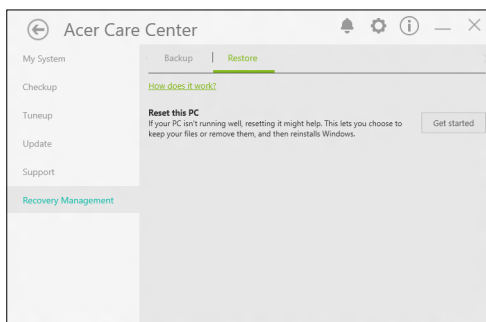 Acer Care Center
My System
Checkup
Tuneup
Update
Support
Recovery Management
Backup
Restore
How does it work?
Reset this PC
If your PC isn't running well, resetting it might help. This lets you choose to
keep your files or remove them, and then reinstalls Windows.
Get started